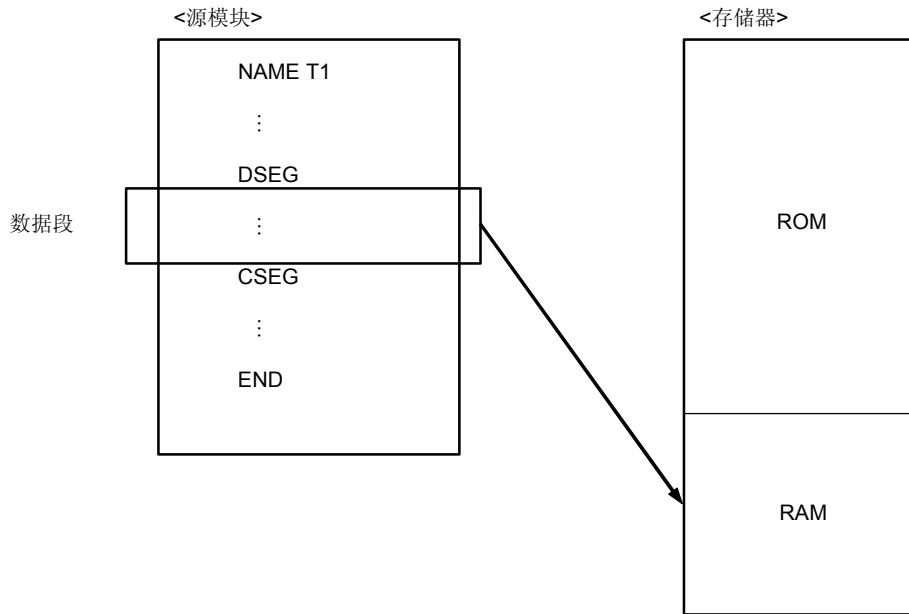 <源模块>
NAME T1
⋮
DSEG
数据段
⋮
CSEG
⋮
END
<存储器>
ROM
RAM